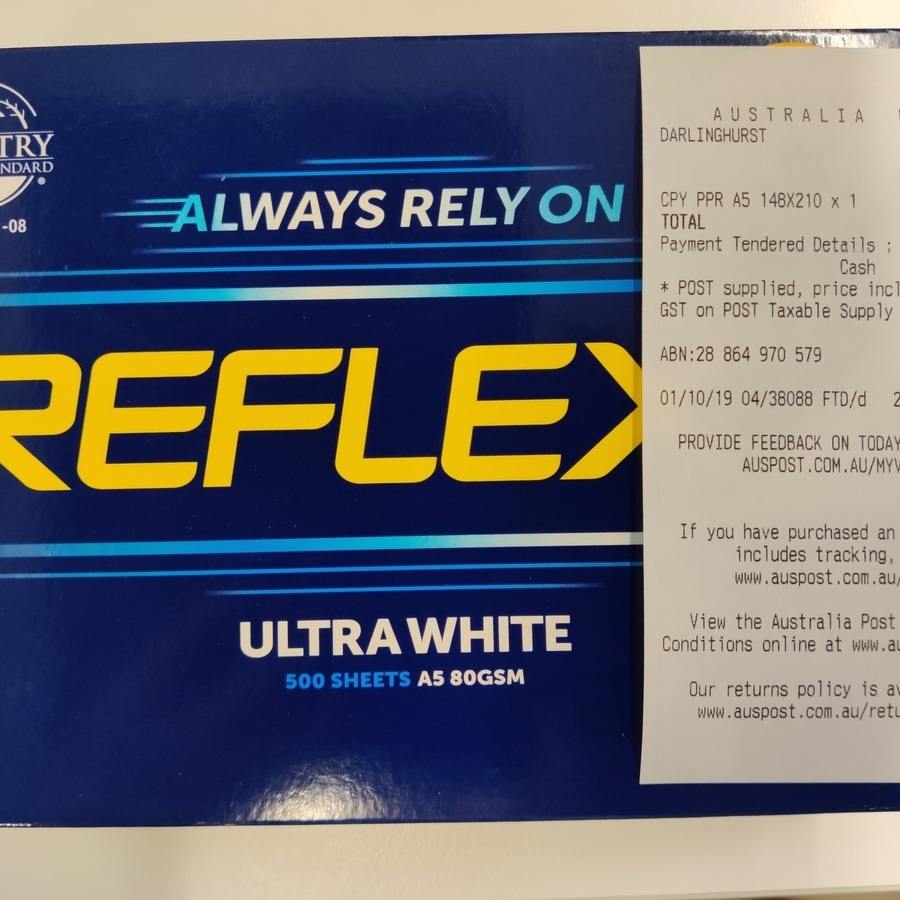 TRY
NDARD
-08
ALWAYS RELY ON
REFLEX
ULTRA WHITE
500 SHEETS A5 80GSM
AUSTRALIA
DARLINGHURST
CPY PPR A5 148X210 x 1
TOTAL
Payment Tendered Details :
Cash
* POST supplied, price incl
GST on POST Taxable Supply
ABN:28 864 970 579
01/10/19 04/38088 FTD/d 2
PROVIDE FEEDBACK ON TODAY
AUSPOST.COM.AU/MYV
If you have purchased an
includes tracking,
www.auspost.com.au/
View the Australia Post
Conditions online at www.au
Our returns policy is av
www.auspost.com.au/retu